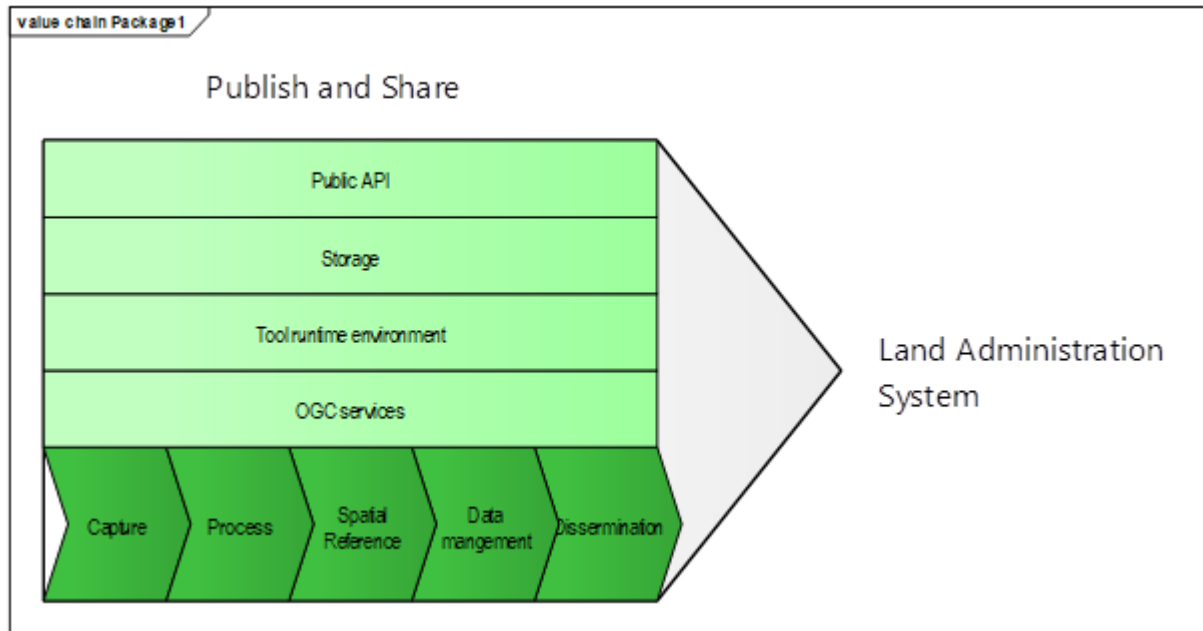 value chain Package1
Publish and Share
Public API
Storage
Tool runtime environment
OGC services
Capture
Process
Spatial
Reference
Data
mangement
Dissermination
Land Administration
System